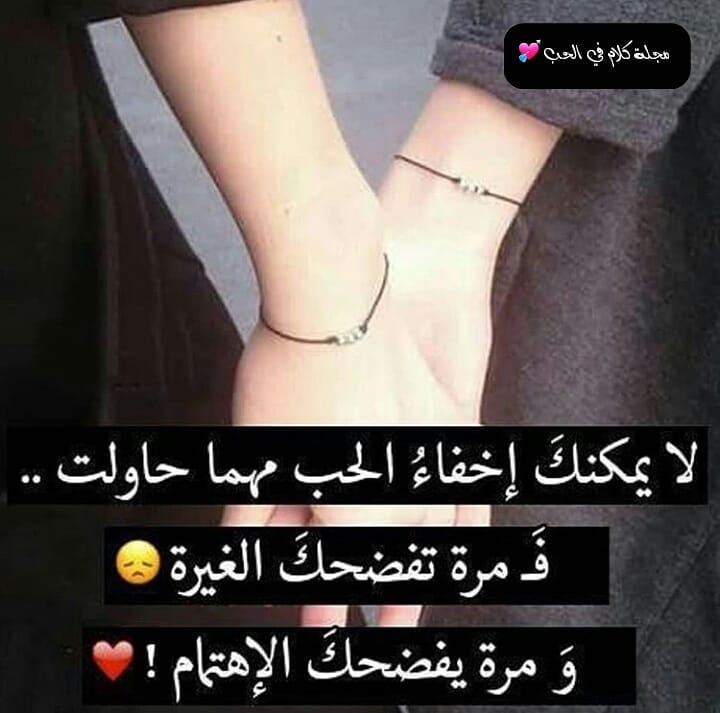 مجلة كلام في الحب 💘
لا يمكنكَ إخفاءُ الحب مهما حاولت ..
فَـ مرة تفضحكَ الغيرة 😞
وَ مرة يفضحكَ الإهتمام ! ❤️